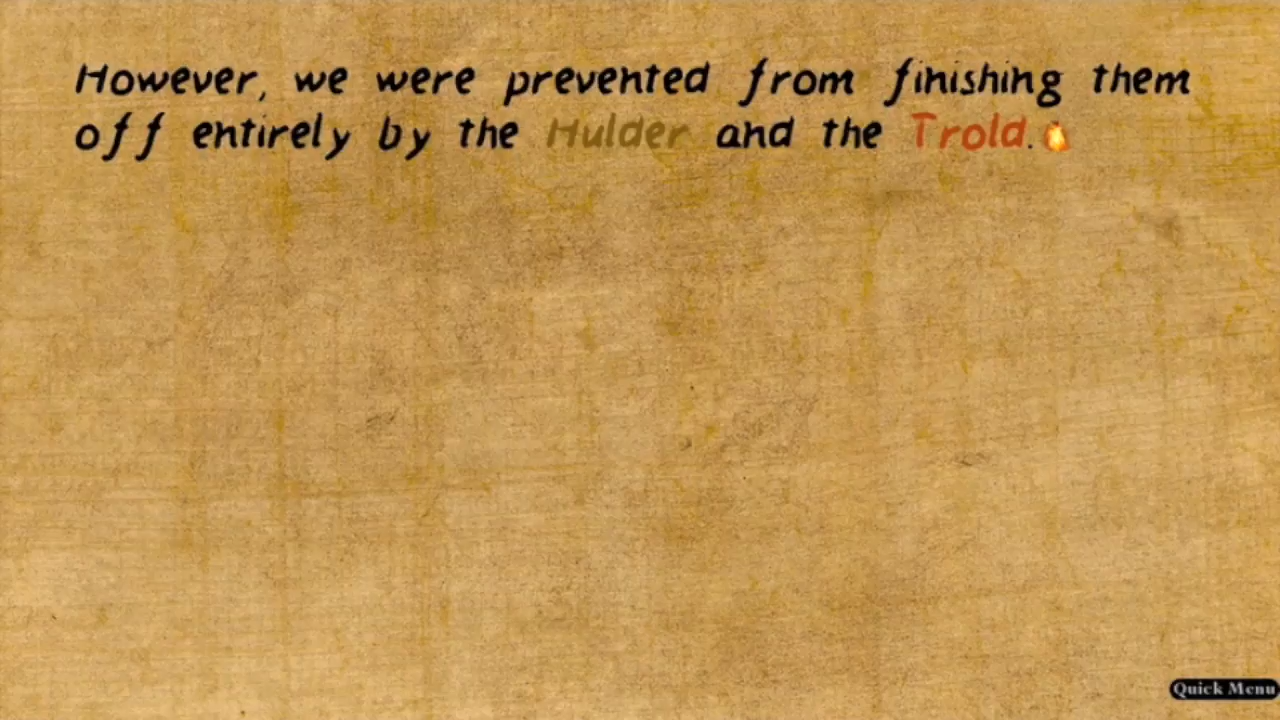 However, we were prevented from finishing them
off entirely by the Hulder and the Trold.
Quick Menu